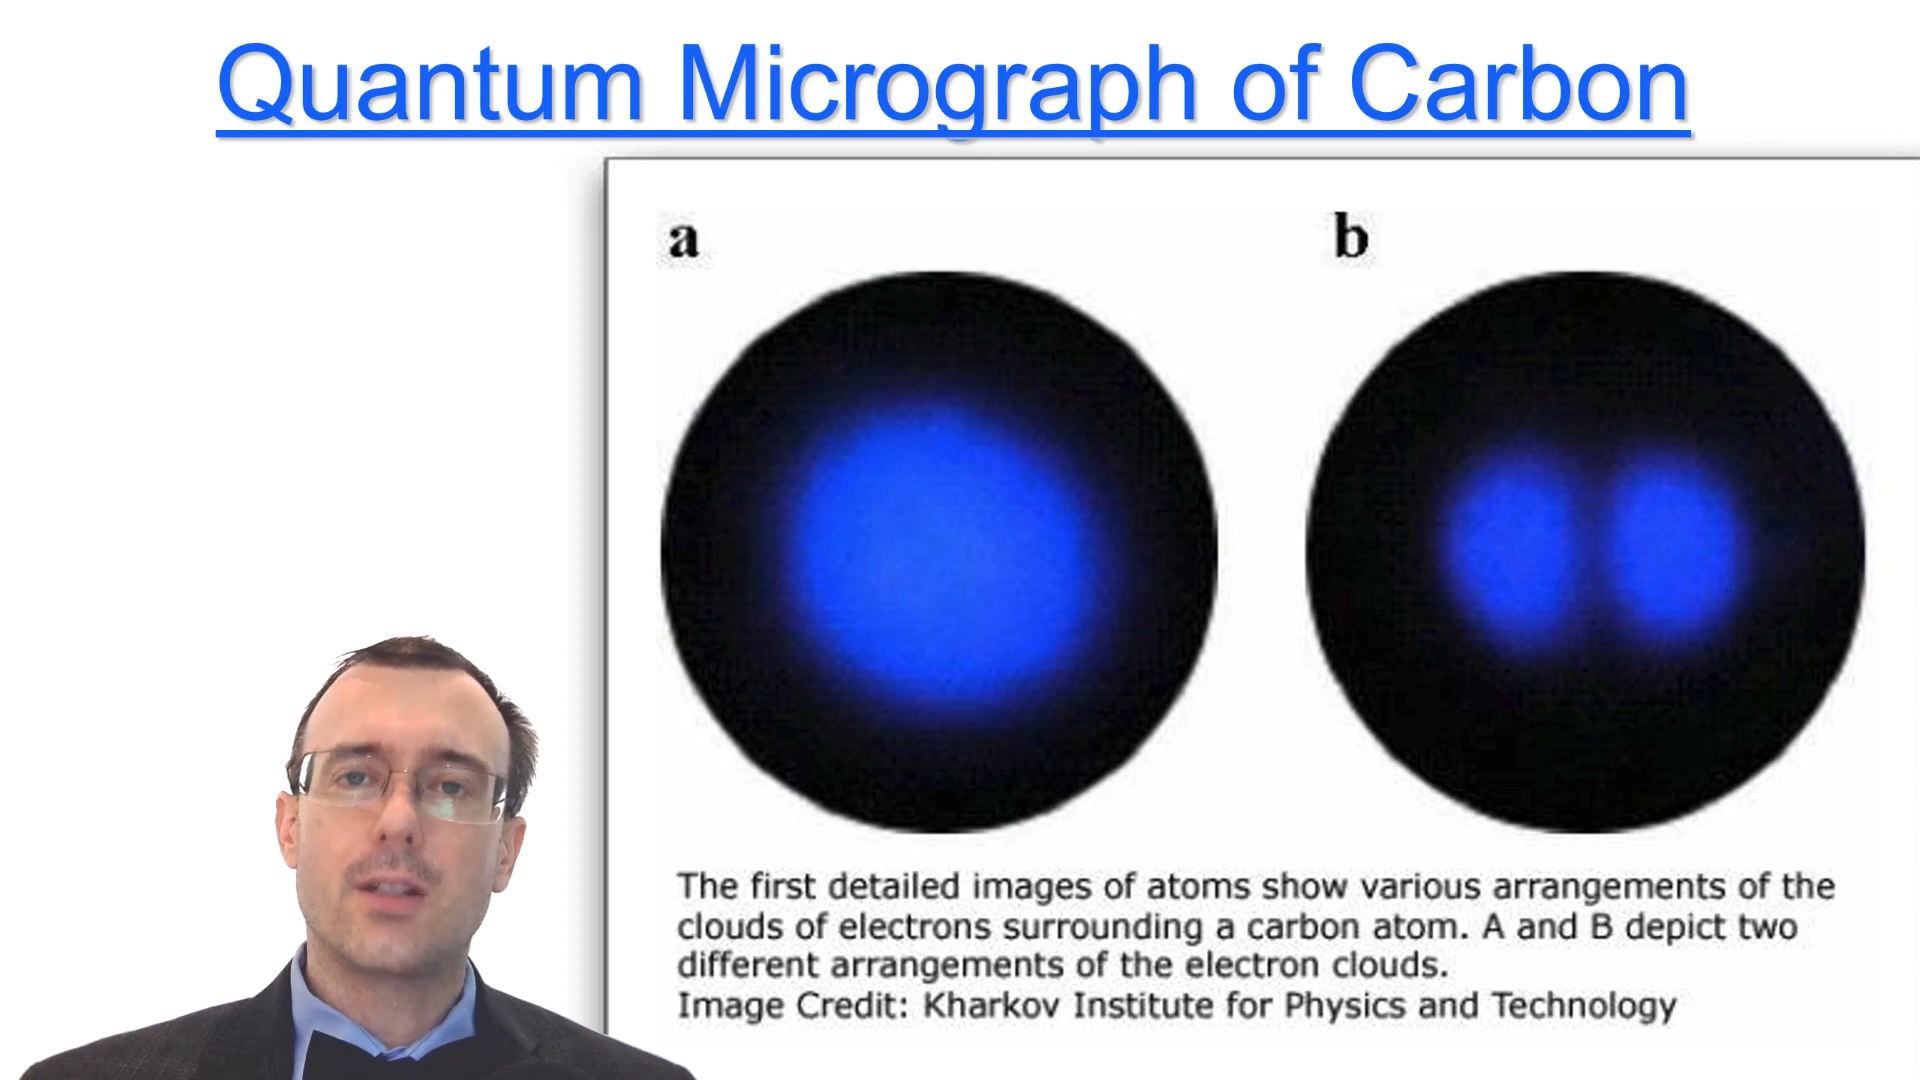 Quantum Micrograph of Carbon
a
b
The first detailed images of atoms show various arrangements of the
clouds of electrons surrounding a carbon atom. A and B depict two
different arrangements of the electron clouds.
Image Credit: Kharkov Institute for Physics and Technology